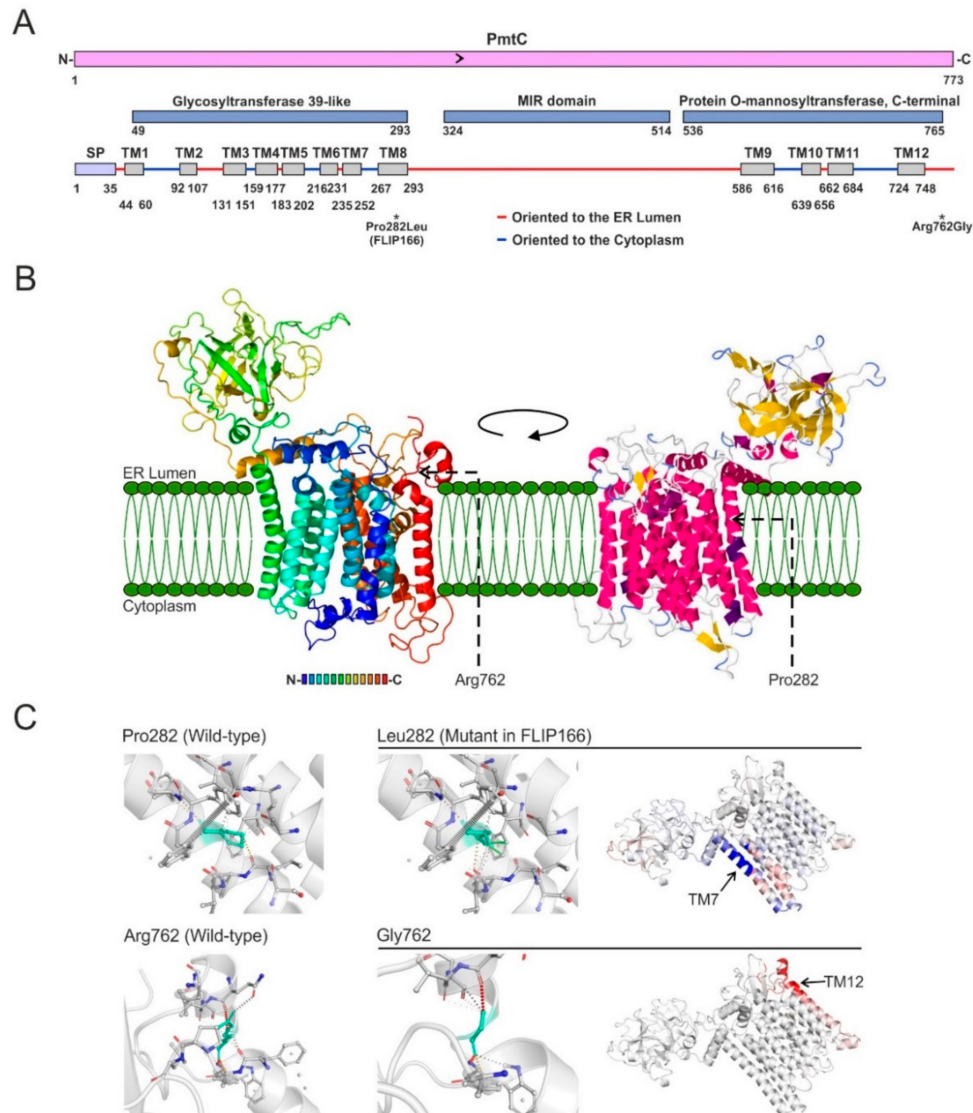 A
PmtC
N-
>
-C
1
773
Glycosyltransferase 39-like
MIR domain
Protein O-mannosyltransferase, C-terminal
49
293
324
514
536
765
SP
TM1
TM2
TM3
TM4
TM5
TM6
TM7
TM8
TM9
TM10
TM11
TM12
1
35
92
107
159
177
216
231
267
293
586
616
662
684
724
748
44
60
131
151
183
202
235
252
639
656
*
Pro282Leu
(FLIP166)
Oriented to the ER Lumen
Oriented to the Cytoplasm
*
Arg762Gly
B
ER Lumen
Cytoplasm
N-
-C
Arg762
Pro282
C
Pro282 (Wild-type)
Leu282 (Mutant in FLIP166)
TM7
Arg762 (Wild-type)
Gly762
TM12